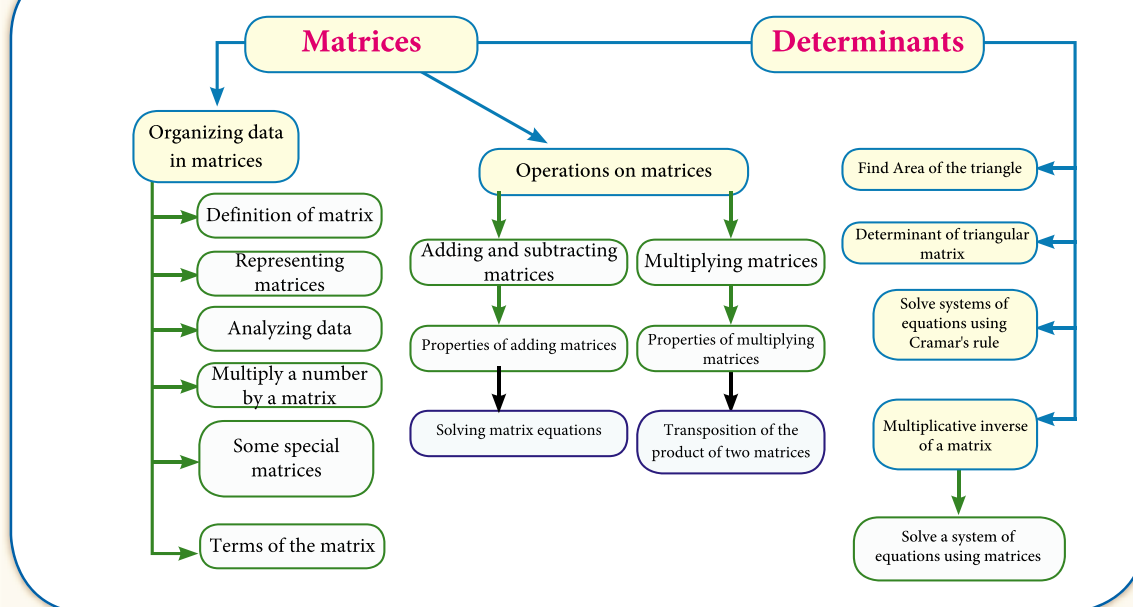 Matrices
Determinants
Organizing data
in matrices
Definition of matrix
Representing
matrices
Analyzing data
Multiply a number
by a matrix
Some special
matrices
Terms of the matrix
Operations on matrices
Adding and subtracting
matrices
Properties of adding matrices
Solving matrix equations
Multiplying matrices
Properties of multiplying
matrices
Transposition of the
product of two matrices
Find Area of the triangle
Determinant of triangular
matrix
Solve systems of
equations using
Cramar's rule
Multiplicative inverse
of a matrix
Solve a system of
equations using matrices